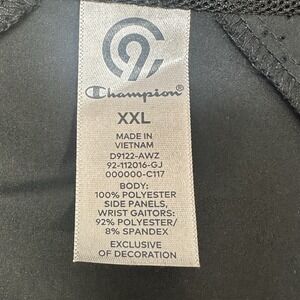 C9
Champion®
XXL
MADE IN
VIETNAM
D9122-AWZ
92-112016-GJ
000000-C117
BODY:
100% POLYESTER
SIDE PANELS,
WRIST GAITORS:
92% POLYESTER/
8% SPANDEX
EXCLUSIVE
OF DECORATION